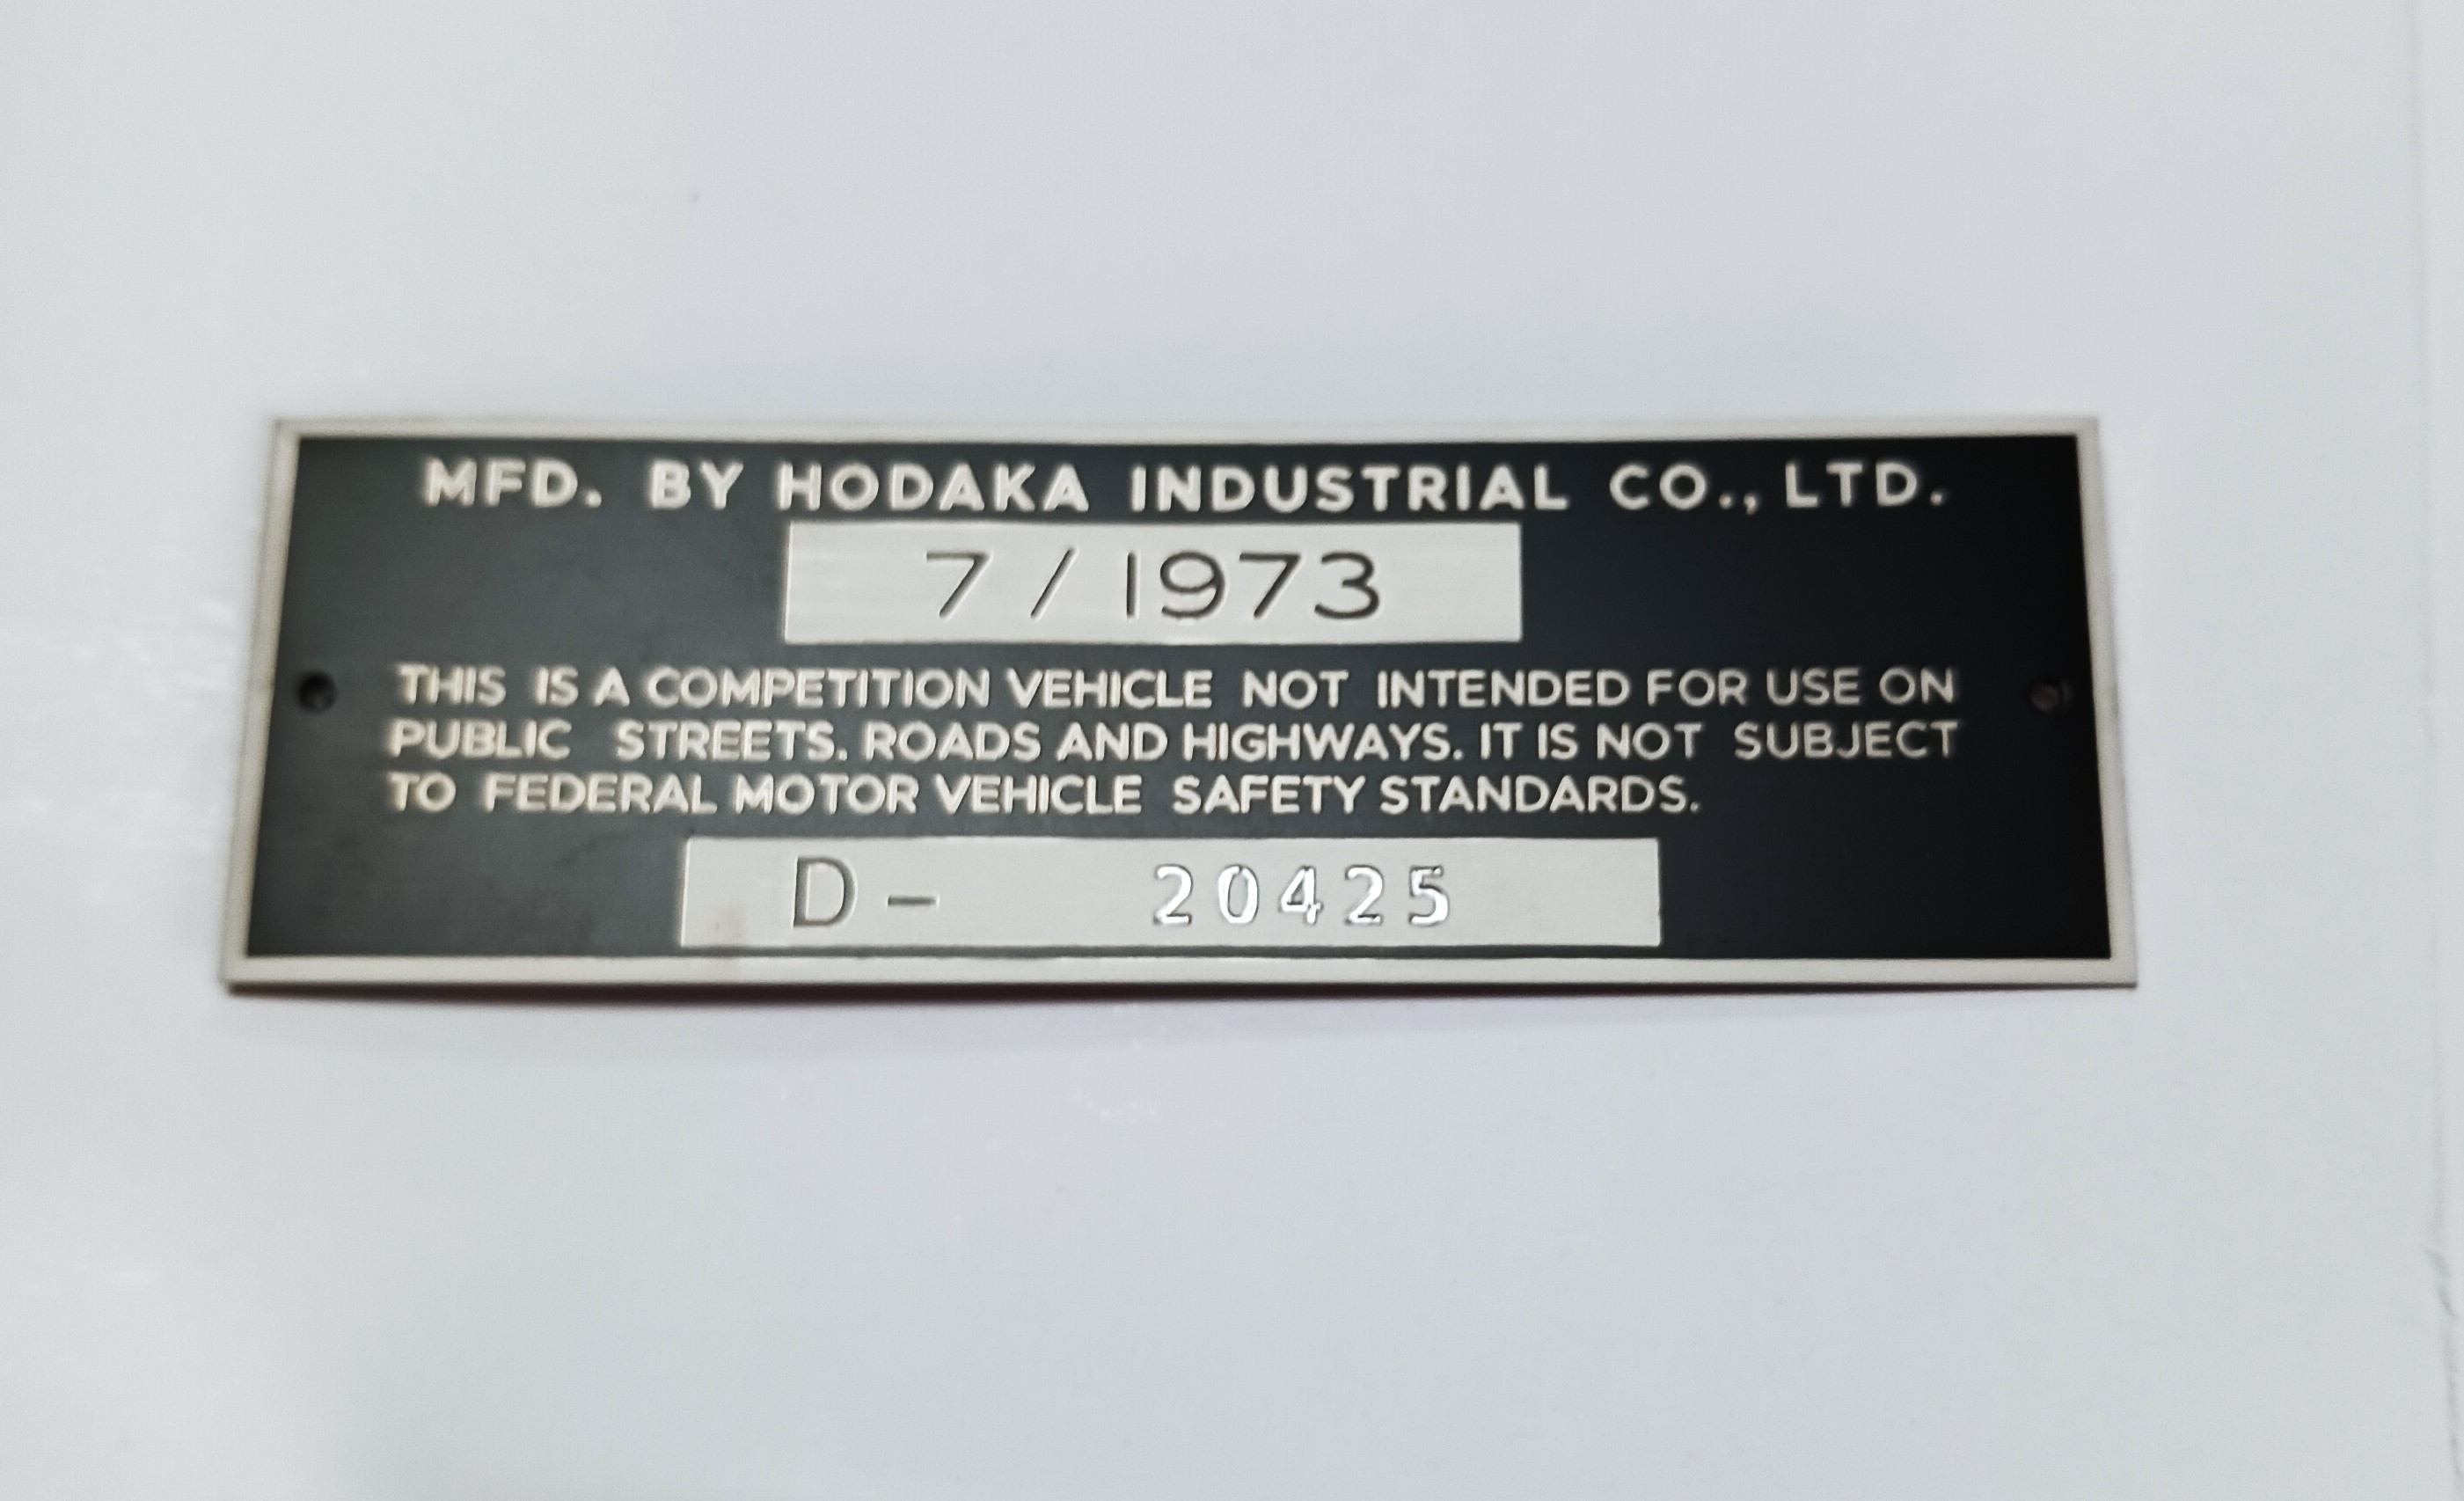 MFD. BY HODAKA INDUSTRIAL CO., LTD.
7 / 1973
THIS IS A COMPETITION VEHICLE NOT INTENDED FOR USE ON
PUBLIC STREETS. ROADS AND HIGHWAYS. IT IS NOT SUBJECT
TO FEDERAL MOTOR VEHICLE SAFETY STANDARDS.
D - 20425